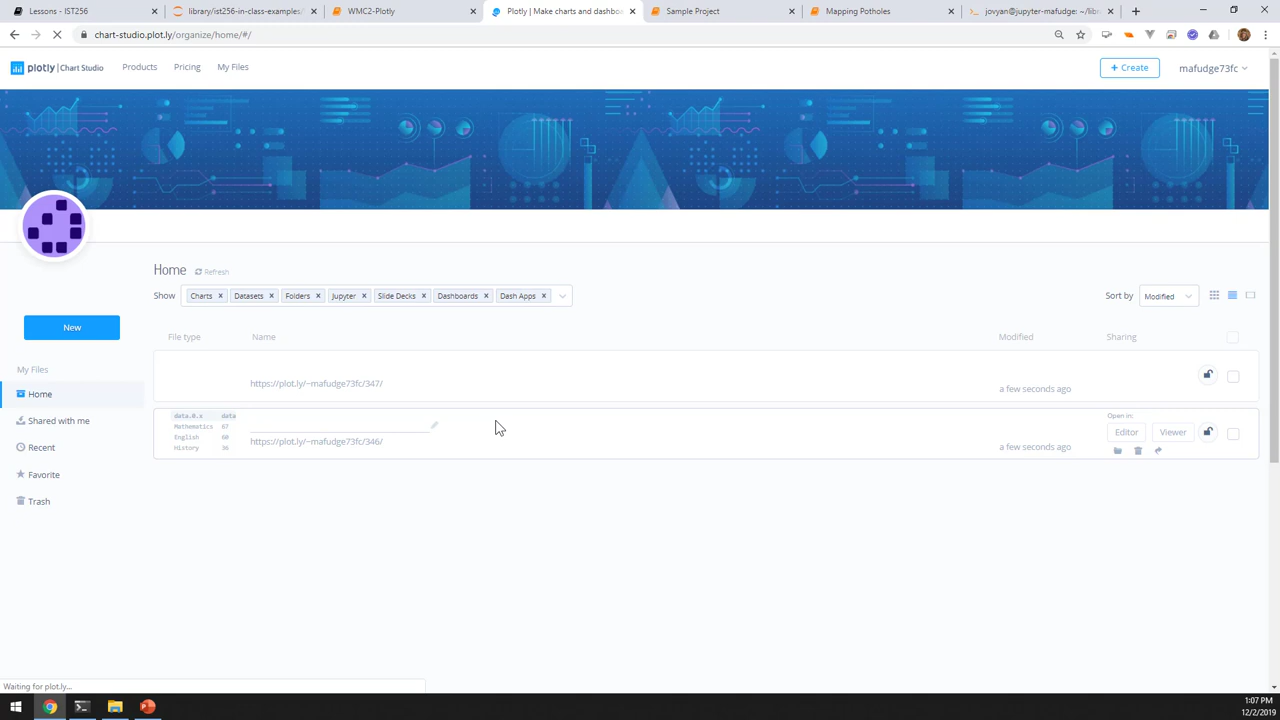 Lessons - IST256
library/ist256-in-class-examples/
WMC2-Plotly
Plotly | Make charts and dashbo
Sample Project
Mapping Potholes
jovyan@jupyter-mafudge: ~/libr
chart-studio.plot.ly/organize/home/#/
plotly | Chart Studio
Products
Pricing
My Files
+ Create
mafudge73fc
Home
Refresh
Show
Charts ×
Datasets ×
Folders ×
Jupyter ×
Slide Decks ×
Dashboards ×
Dash Apps ×
Sort by
Modified
New
File type
Name
Modified
Sharing
My Files
Home
Shared with me
Recent
Favorite
Trash
https://plot.ly/~mafudge73fc/347/
a few seconds ago
data.0.x data
Mathematics 67
English 60
History 36
https://plot.ly/~mafudge73fc/346/
a few seconds ago
Open in:
Editor
Viewer
Waiting for plot.ly...
1:07 PM
12/2/2019